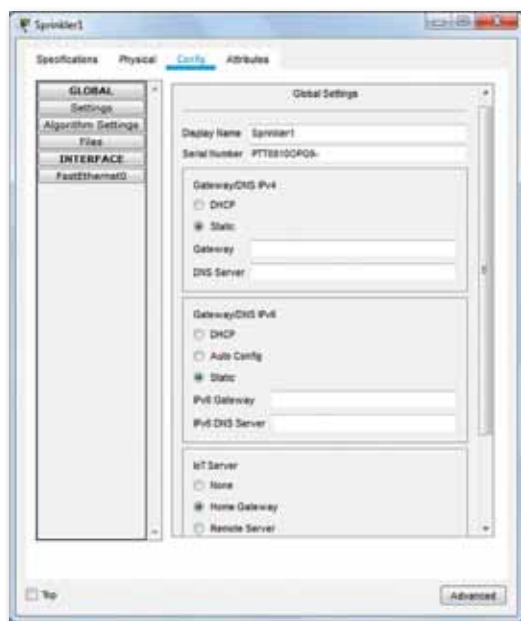 Sprinkler1
Specifications Physical Config Attributes
GLOBAL
Settings
Algorithm Settings
Files
INTERFACE
FastEthernet0
Global Settings
Display Name Sprinkler1
Serial Number
Gateway/DNS IPv4
DHCP
Static
Gateway
DNS Server
Gateway/DNS IPv6
DHCP
Auto Config
Static
IPv6 Gateway
IPv6 DNS Server
IoT Server
None
Home Gateway
Remote Server
Top
Advanced